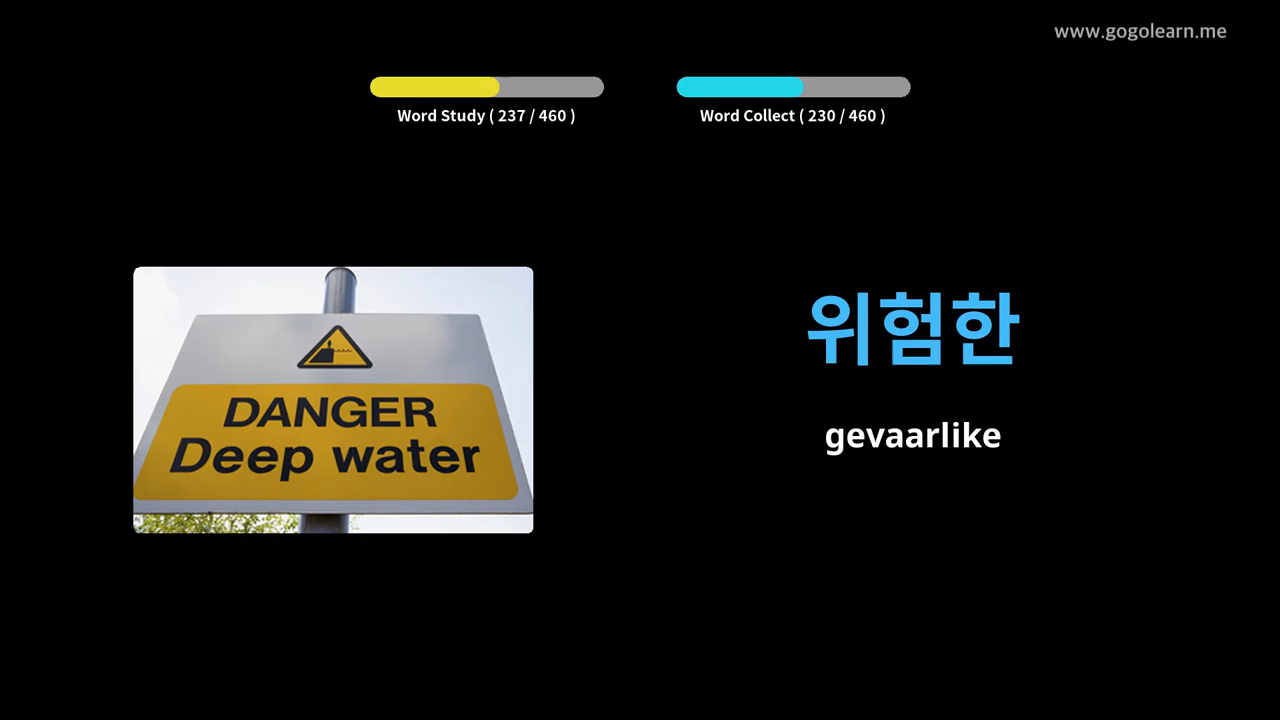 www.gogolearn.me
Word Study ( 237 / 460 )
Word Collect ( 230 / 460 )
DANGER
Deep water
위험한
gevaarlike